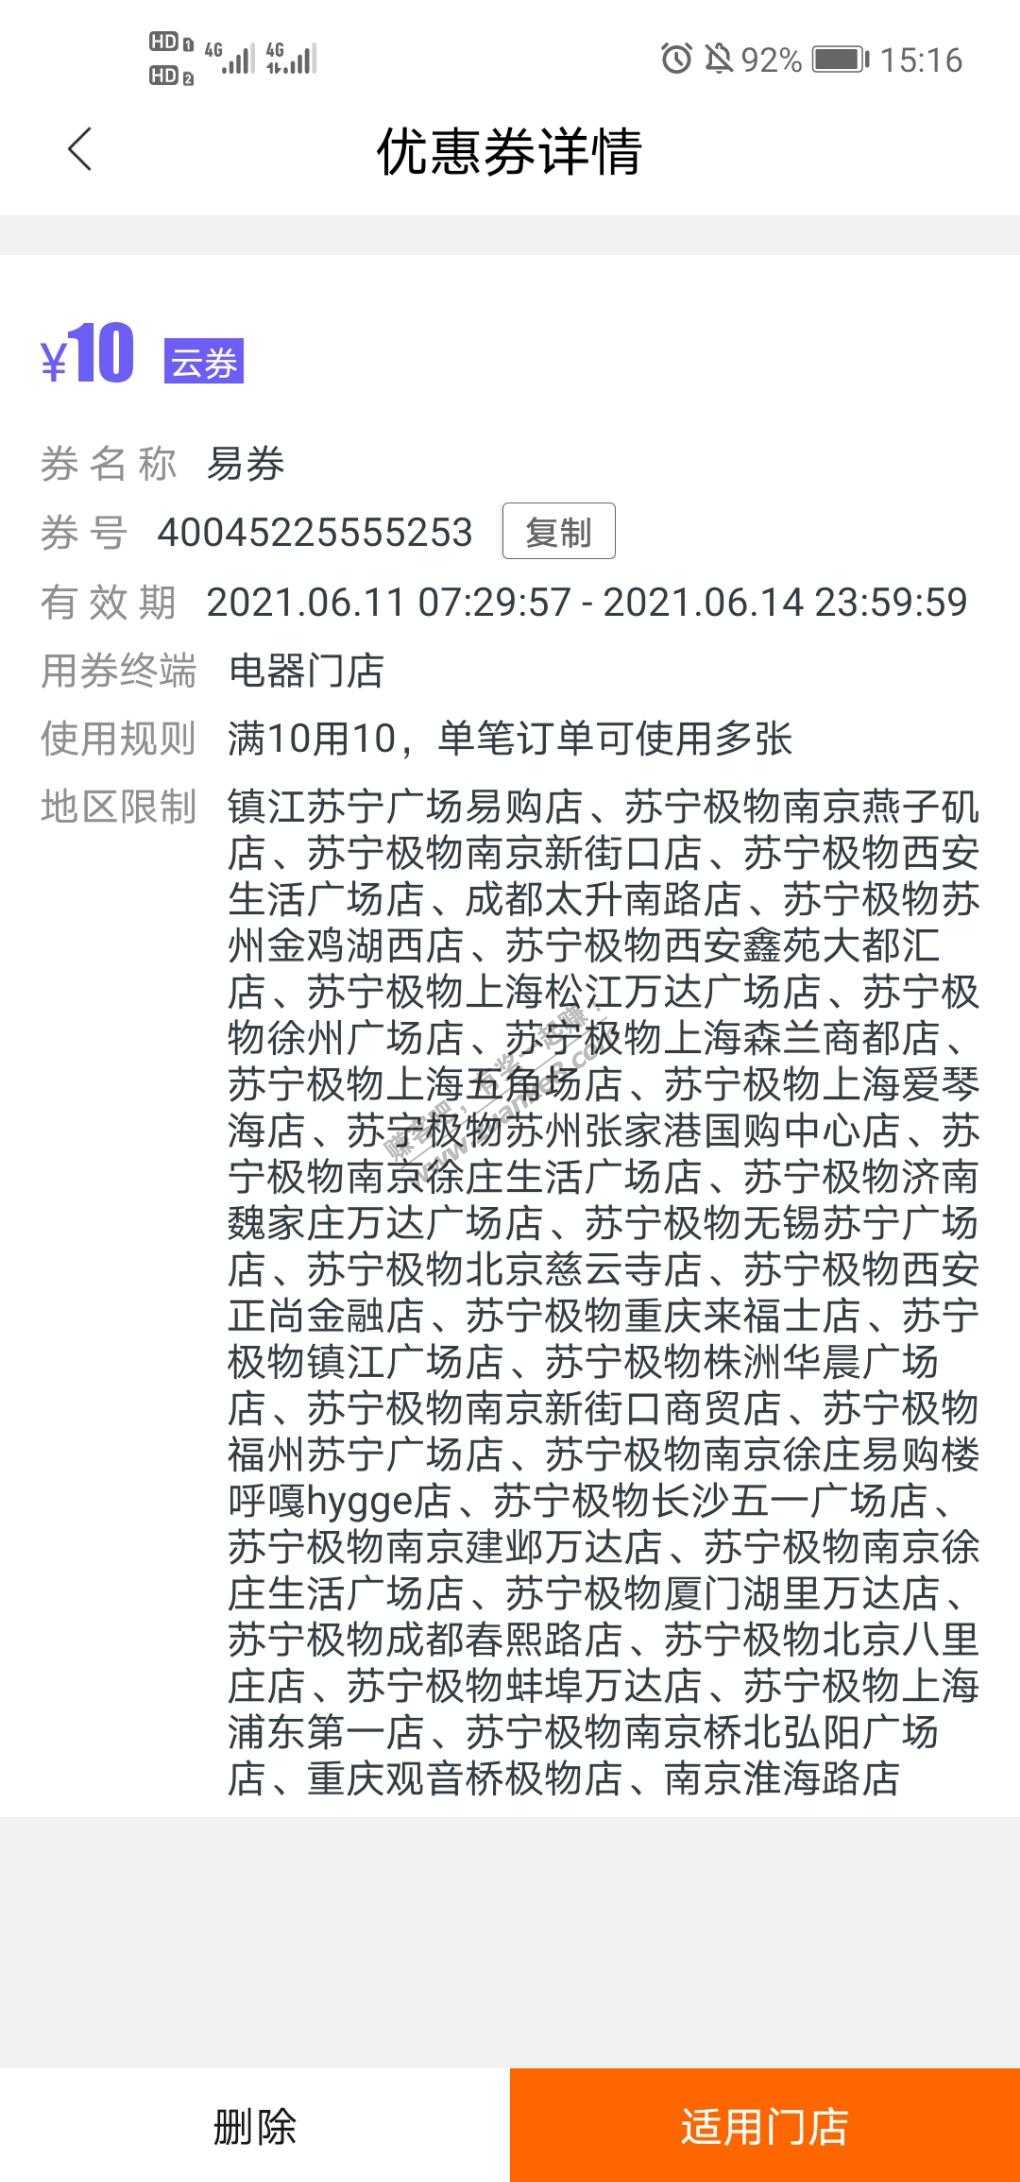 HD 1 4G 4G 92% 15:16
HD 2
优惠券详情
¥10 云券
券名称 易券
券号 40045225555253 复制
有效期 2021.06.11 07:29:57 - 2021.06.14 23:59:59
用券终端 电器门店
使用规则 满10用10，单笔订单可使用多张
地区限制 镇江苏宁广场易购店、苏宁极物南京燕子矶
店、苏宁极物南京新街口店、苏宁极物西安
生活广场店、成都太升南路店、苏宁极物苏
州金鸡湖西店、苏宁极物西安鑫苑大都汇
店、苏宁极物上海松江万达广场店、苏宁极
物徐州广场店、苏宁极物上海森兰商都店、
苏宁极物上海五角场店、苏宁极物上海爱琴
海店、苏宁极物苏州张家港国购中心店、苏
宁极物南京徐庄生活广场店、苏宁极物济南
魏家庄万达广场店、苏宁极物无锡苏宁广场
店、苏宁极物北京慈云寺店、苏宁极物西安
正尚金融店、苏宁极物重庆来福士店、苏宁
极物镇江广场店、苏宁极物株洲华晨广场
店、苏宁极物南京新街口商贸店、苏宁极物
福州苏宁广场店、苏宁极物南京徐庄易购楼
呼嘎hygge店、苏宁极物长沙五一广场店、
苏宁极物南京建邺万达店、苏宁极物南京徐
庄生活广场店、苏宁极物厦门湖里万达店、
苏宁极物成都春熙路店、苏宁极物北京八里
庄店、苏宁极物蚌埠万达店、苏宁极物上海
浦东第一店、苏宁极物南京桥北弘阳广场
店、重庆观音桥极物店、南京淮海路店
删除 适用门店